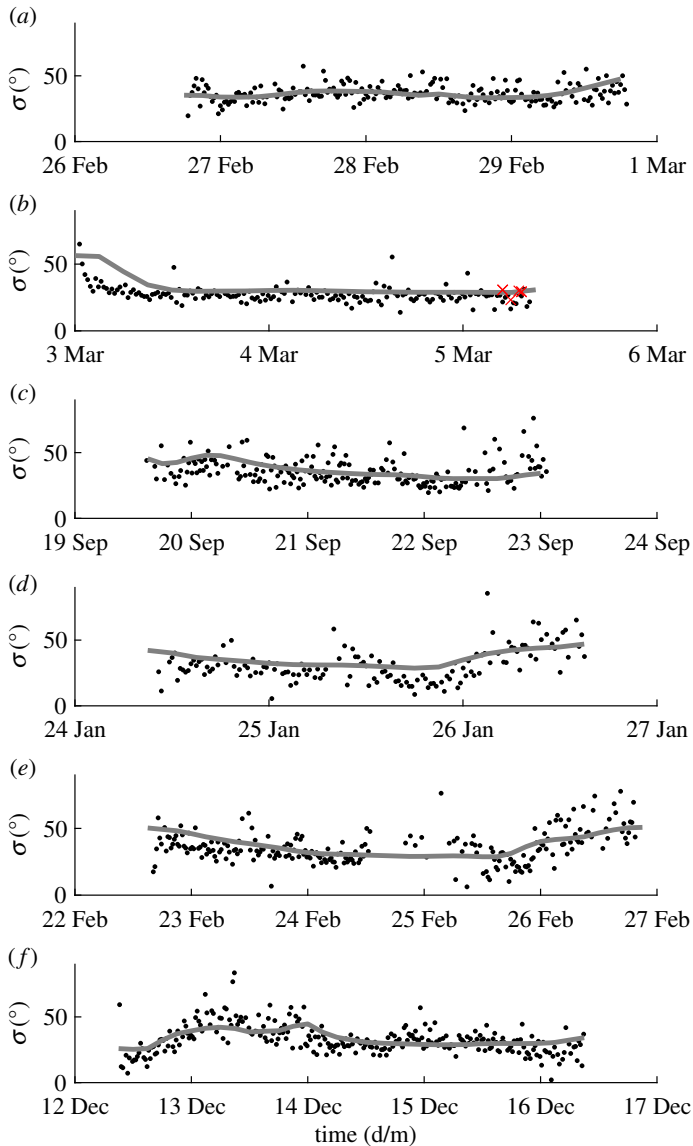 (a)
σ(°)
50
0
26 Feb 27 Feb 28 Feb 29 Feb 1 Mar
(b)
σ(°)
50
0
3 Mar 4 Mar 5 Mar 6 Mar
(c)
σ(°)
50
0
19 Sep 20 Sep 21 Sep 22 Sep 23 Sep 24 Sep
(d)
σ(°)
50
0
24 Jan 25 Jan 26 Jan 27 Jan
(e)
σ(°)
50
0
22 Feb 23 Feb 24 Feb 25 Feb 26 Feb 27 Feb
(f)
σ(°)
50
0
12 Dec 13 Dec 14 Dec 15 Dec 16 Dec 17 Dec
time (d/m)